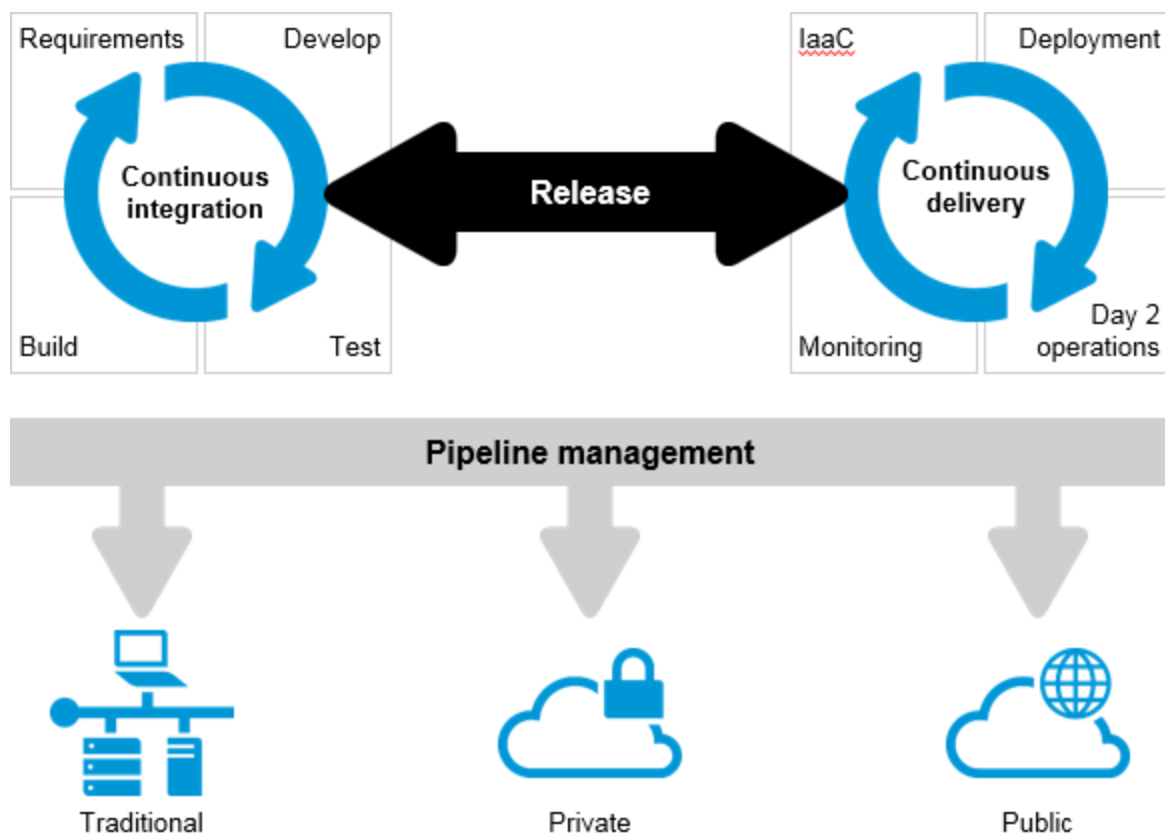 Requirements
Develop
Continuous
integration
Build
Test
Release
IaaC
Deployment
Continuous
delivery
Monitoring
Day 2
operations
Pipeline management
Traditional
Private
Public